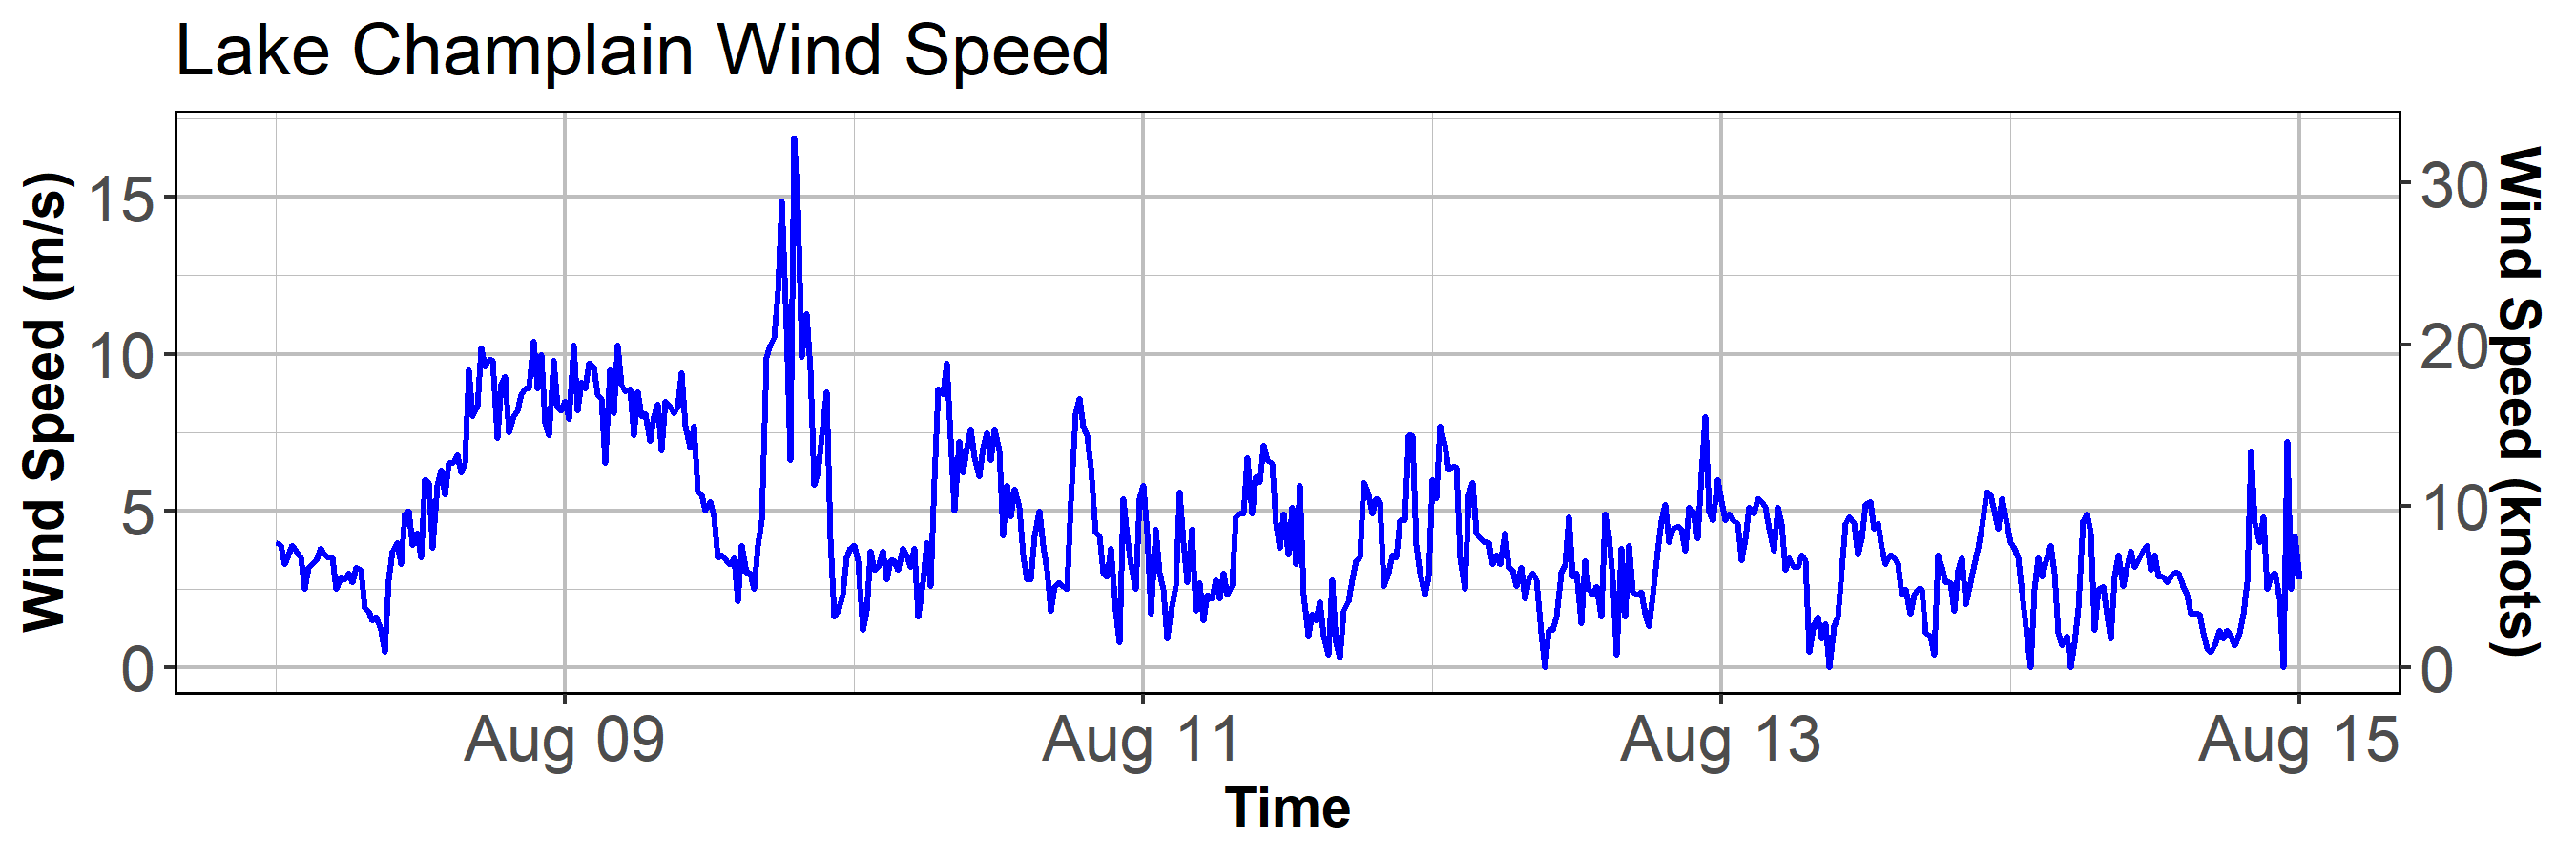 Lake Champlain Wind Speed
Wind Speed (m/s)
15
10
5
0
30
20
10
0
Wind Speed (knots)
Aug 09 Aug 11 Aug 13 Aug 15
Time